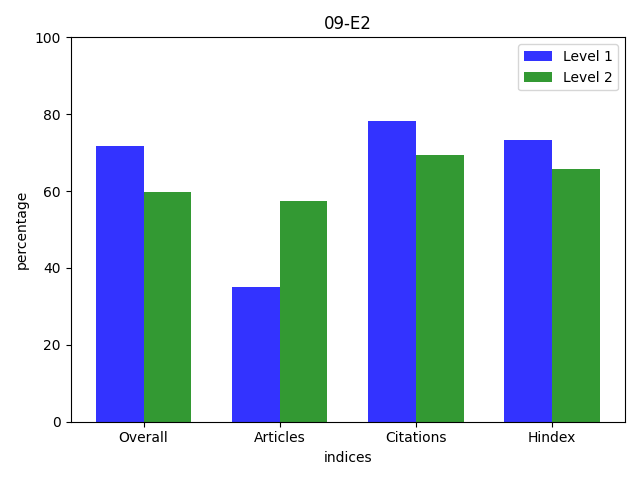 09-E2
100
80
60
40
20
0
percentage
Level 1
Level 2
Overall
Articles
Citations
Hindex
indices